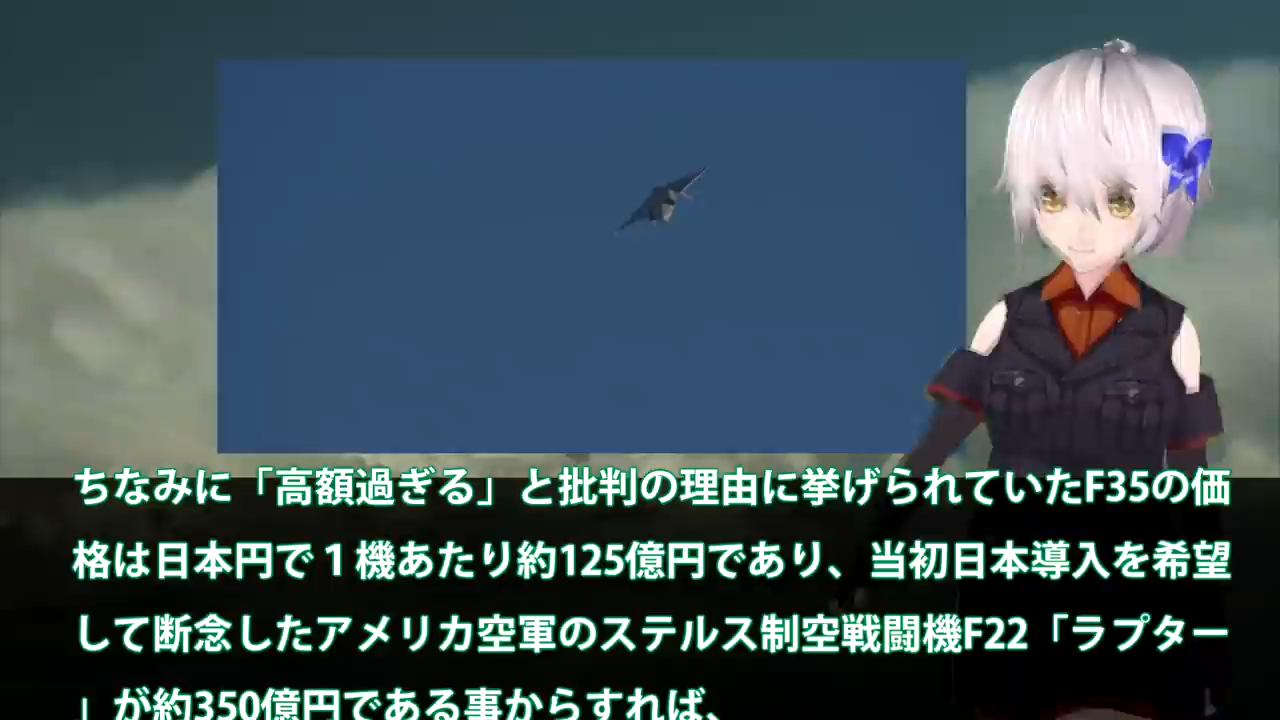 ちなみに「高額過ぎる」と批判の理由に挙げられていたF35の価
格は日本円で１機あたり約125億円であり、当初日本導入を希望
して断念したアメリカ空軍のステルス制空戦闘機F22「ラプター
」が約350億円である事からすれば、